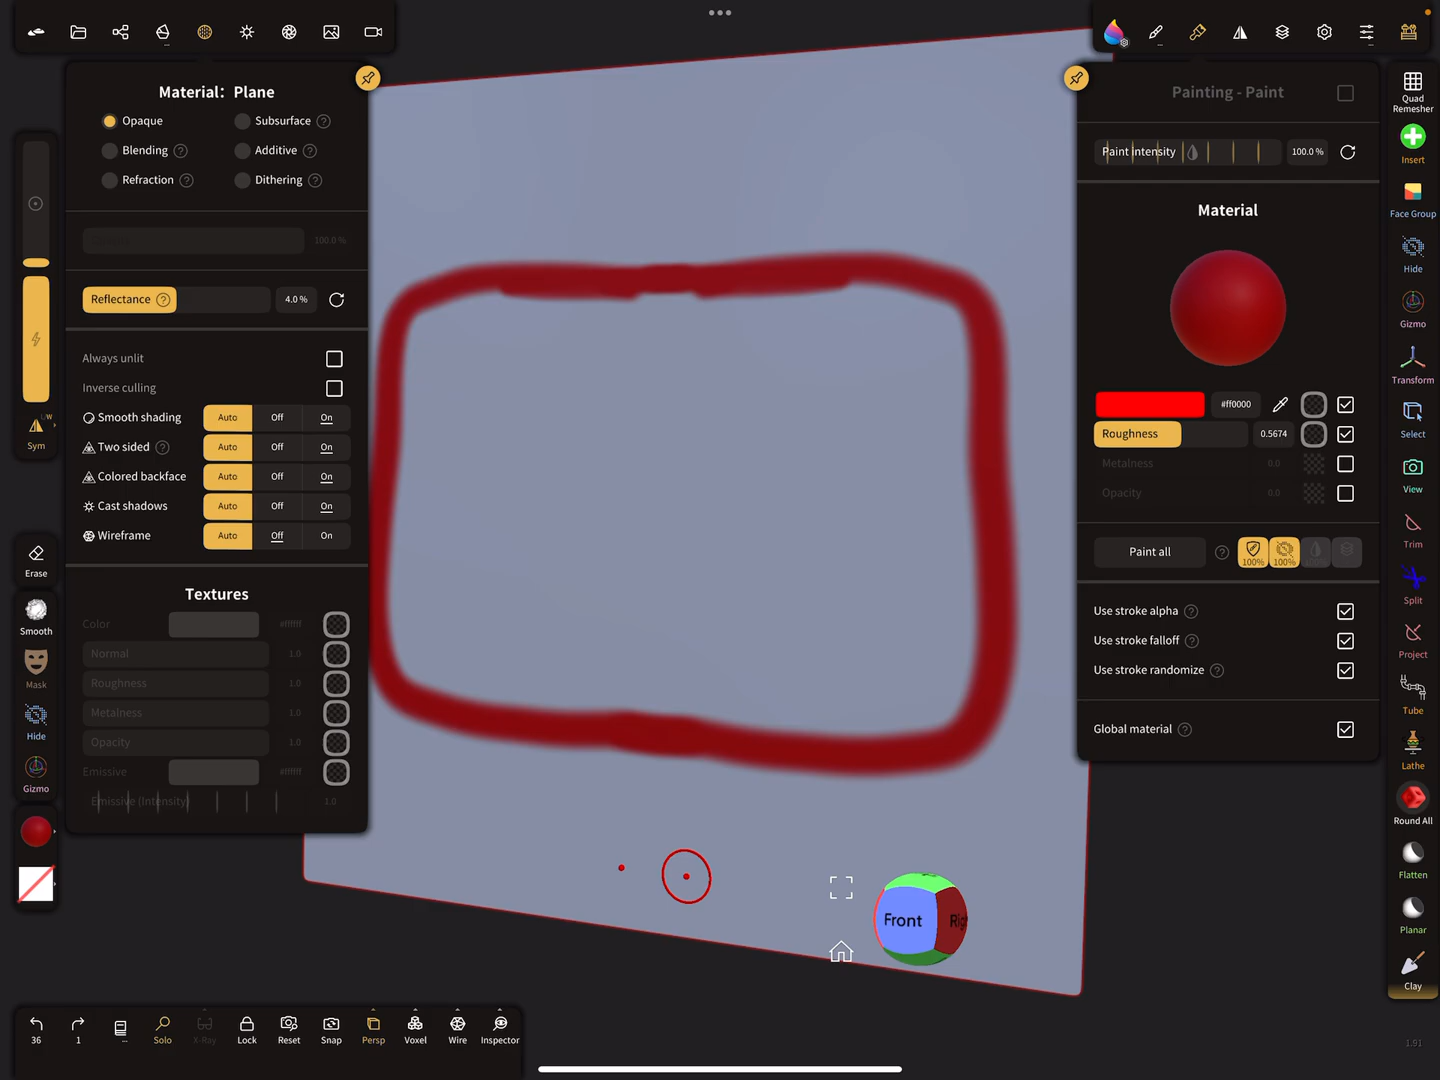 Material: Plane
Opaque
Subsurface ?
Blending ?
Additive ?
Refraction ?
Dithering ?
100.0 %
Reflectance ?
4.0 %
Always unlit
Inverse culling
Smooth shading
Auto
Off
On
Two sided ?
Auto
Off
On
Colored backface
Auto
Off
On
Cast shadows
Auto
Off
On
Wireframe
Auto
Off
On
Textures
Color
#ffffff
Normal
1.0
Roughness
1.0
Metalness
1.0
Opacity
1.0
Emissive
#ffffff
Emissive (Intensity)
1.0
Sym
Erase
Smooth
Mask
Hide
Gizmo
Painting - Paint
Paint intensity
100.0 %
Material
#ff0000
Roughness
0.5674
Metalness
0.0
Opacity
0.0
Paint all
?
100%
100%
Use stroke alpha ?
Use stroke falloff ?
Use stroke randomize ?
Global material ?
Quad
Remesher
Insert
Face Group
Hide
Gizmo
Transform
Select
View
Trim
Split
Project
Tube
Lathe
Round All
Flatten
Planar
Clay
1.91
Front
Rig
36
1
Solo
X-Ray
Lock
Reset
Snap
Persp
Voxel
Wire
Inspector